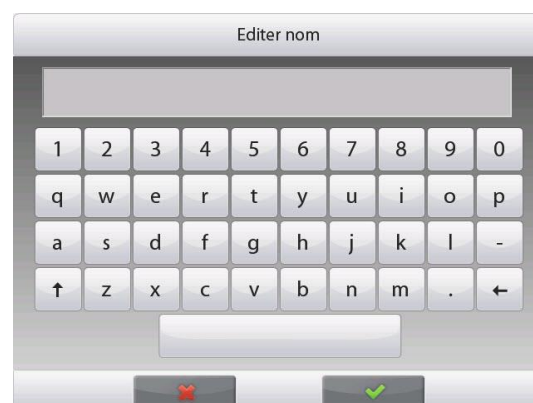 Editer nom
1 2 3 4 5 6 7 8 9 0
q w e r t y u i o p
a s d f g h j k l -
↑ z x c v b n m . ←